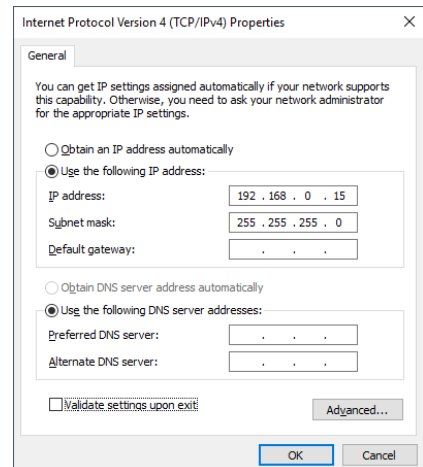 Internet Protocol Version 4 (TCP/IPv4) Properties
General
You can get IP settings assigned automatically if your network supports
this capability. Otherwise, you need to ask your network administrator
for the appropriate IP settings.
Obtain an IP address automatically
Use the following IP address:
IP address: 192 . 168 . 0 . 15
Subnet mask: 255 . 255 . 255 . 0
Default gateway: . . .
Obtain DNS server address automatically
Use the following DNS server addresses:
Preferred DNS server: . . .
Alternate DNS server: . . .
Validate settings upon exit
Advanced...
OK Cancel